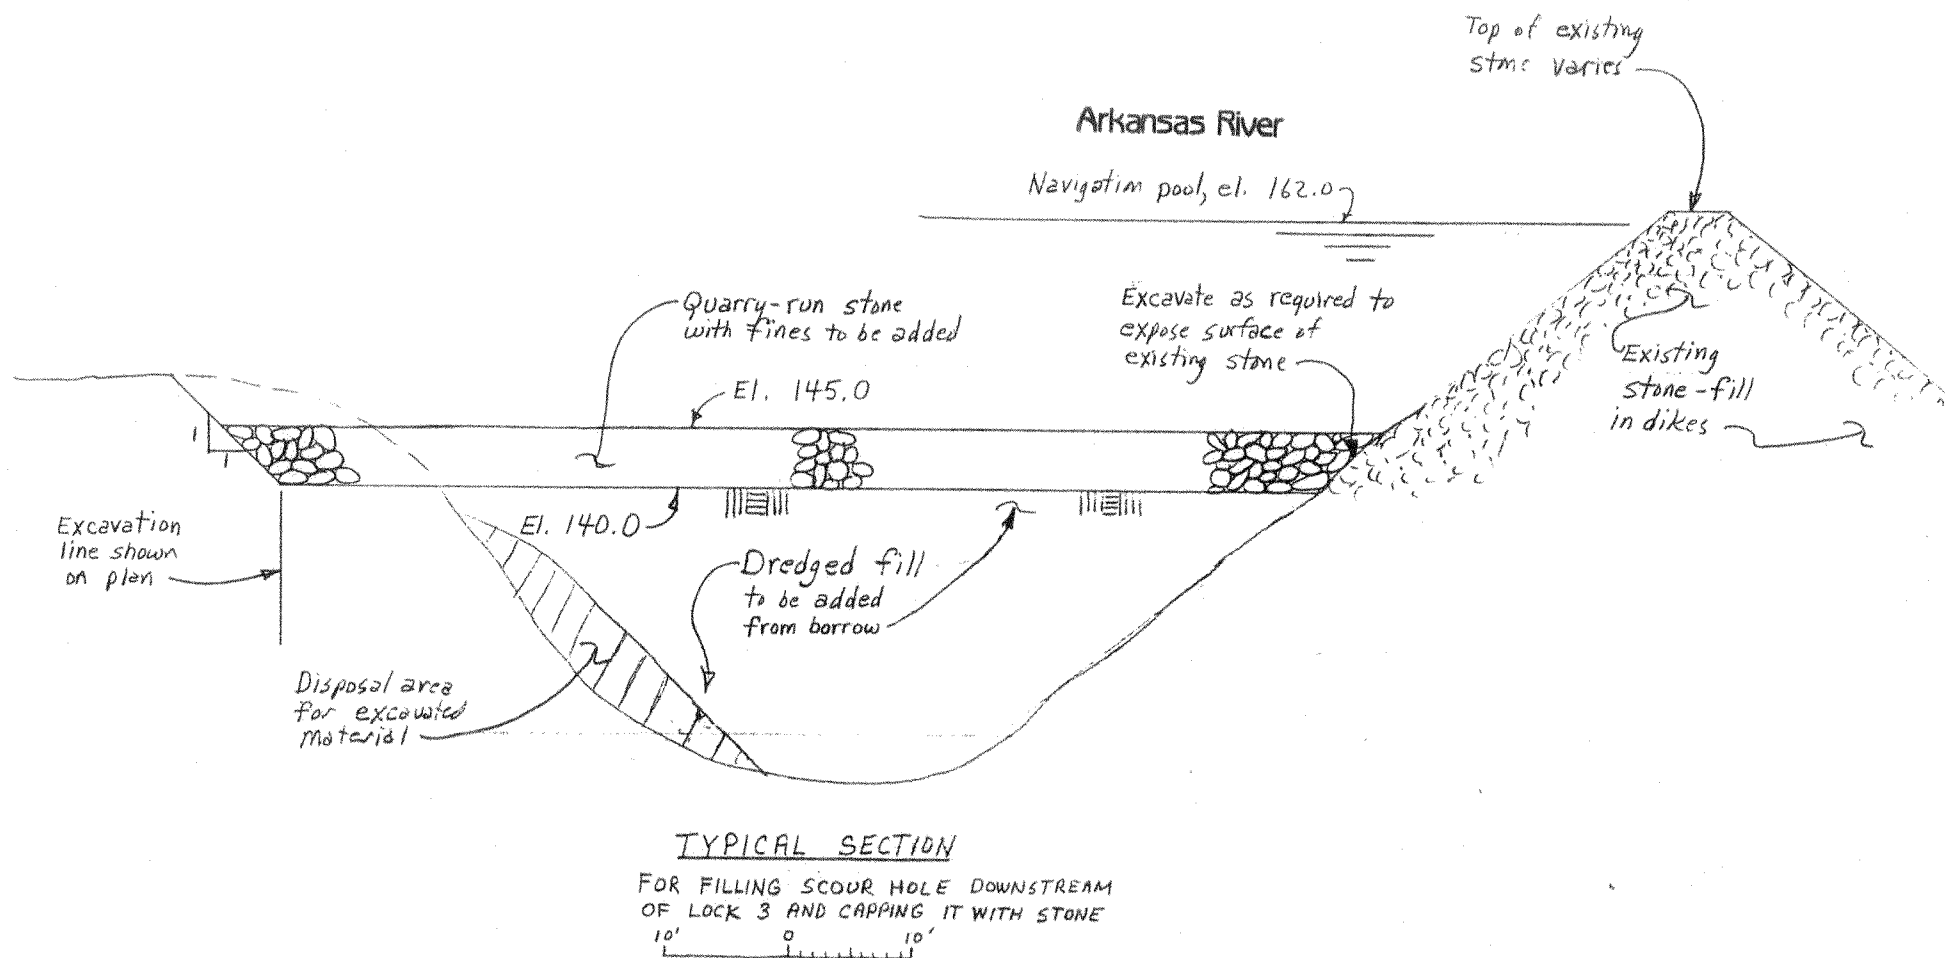 Top of existing
stone varies
Arkansas River
Navigation pool, el. 162.0
Quarry-run stone
with fines to be added
Excavate as required to
expose surface of
existing stone
Existing
stone-fill
in dikes
El. 145.0
1
1
El. 140.0
Excavation
line shown
on plan
Dredged fill
to be added
from borrow
Disposal area
for excavated
material
TYPICAL SECTION
FOR FILLING SCOUR HOLE DOWNSTREAM
OF LOCK 3 AND CAPPING IT WITH STONE
10' 0 10'